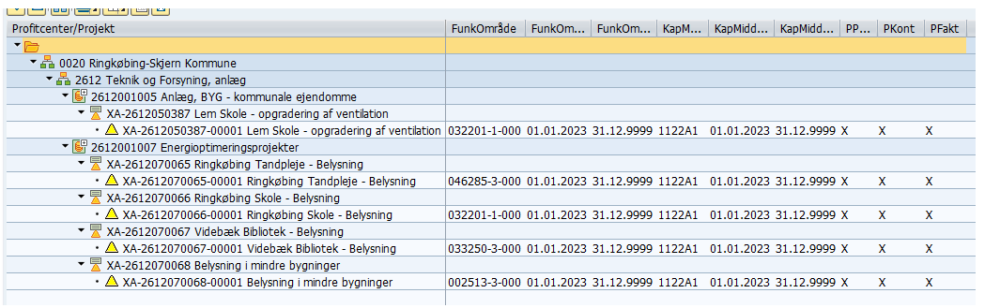 Profitcenter/Projekt FunkOmråde FunkOm... FunkOm... KapM... KapMidd... KapMidd... PP... PKont PFakt
0020 Ringkøbing-Skjern Kommune
2612 Teknik og Forsyning, anlæg
2612001005 Anlæg, BYG - kommunale ejendomme
XA-2612050387 Lem Skole - opgradering af ventilation
XA-2612050387-00001 Lem Skole - opgradering af ventilation 032201-1-000 01.01.2023 31.12.9999 1122A1 01.01.2023 31.12.9999 X X X
2612001007 Energioptimeringsprojekter
XA-2612070065 Ringkøbing Tandpleje - Belysning
XA-2612070065-00001 Ringkøbing Tandpleje - Belysning 046285-3-000 01.01.2023 31.12.9999 1122A1 01.01.2023 31.12.9999 X X X
XA-2612070066 Ringkøbing Skole - Belysning
XA-2612070066-00001 Ringkøbing Skole - Belysning 032201-1-000 01.01.2023 31.12.9999 1122A1 01.01.2023 31.12.9999 X X X
XA-2612070067 Videbæk Bibliotek - Belysning
XA-2612070067-00001 Videbæk Bibliotek - Belysning 033250-3-000 01.01.2023 31.12.9999 1122A1 01.01.2023 31.12.9999 X X X
XA-2612070068 Belysning i mindre bygninger
XA-2612070068-00001 Belysning i mindre bygninger 002513-3-000 01.01.2023 31.12.9999 1122A1 01.01.2023 31.12.9999 X X X